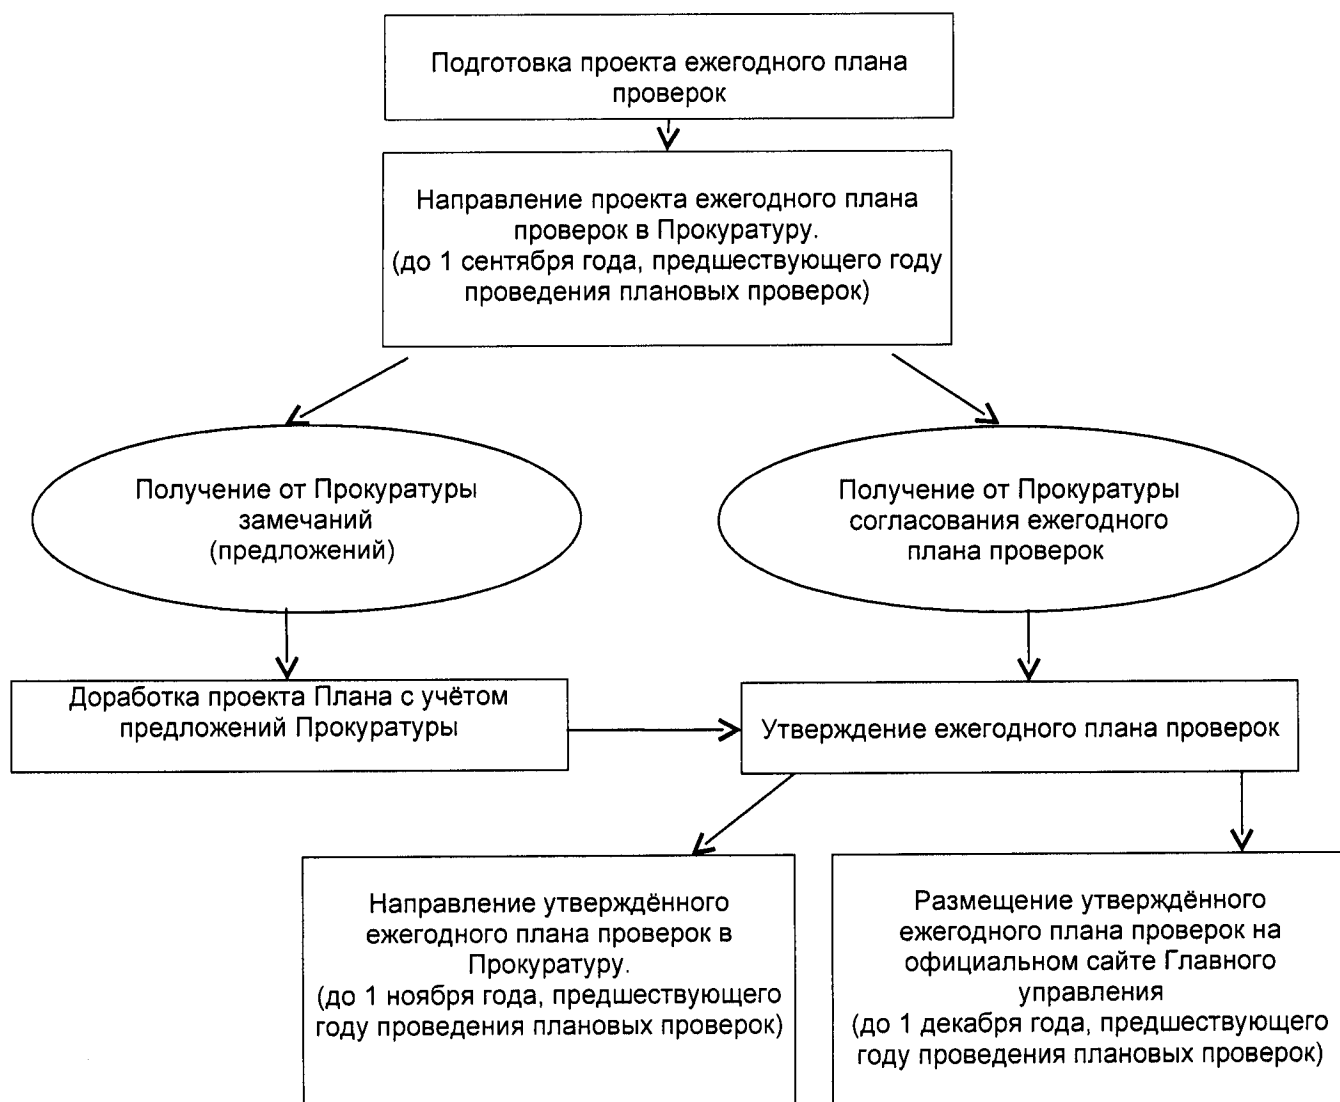 Подготовка проекта ежегодного плана
проверок
Направление проекта ежегодного плана
проверок в Прокуратуру.
(до 1 сентября года, предшествующего году
проведения плановых проверок)
Получение от Прокуратуры
замечаний
(предложений)
Получение от Прокуратуры
согласования ежегодного
плана проверок
Доработка проекта Плана с учётом
предложений Прокуратуры
Утверждение ежегодного плана проверок
Направление утверждённого
ежегодного плана проверок в
Прокуратуру.
(до 1 ноября года, предшествующего
году проведения плановых проверок)
Размещение утверждённого
ежегодного плана проверок на
официальном сайте Главного
управления
(до 1 декабря года, предшествующего
году проведения плановых проверок)